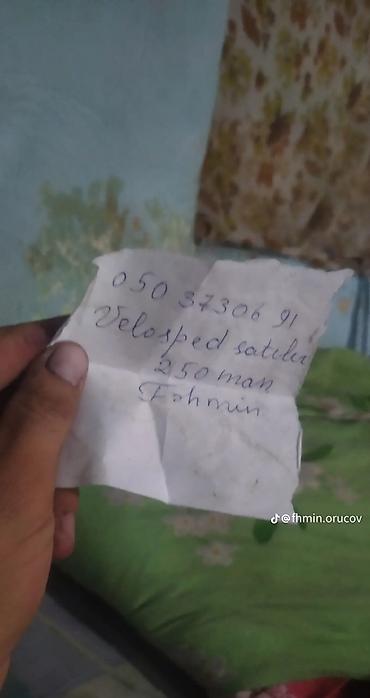 050 3730691
Velosped satılır
250 man
Fəhmin
@fhmin.orucov